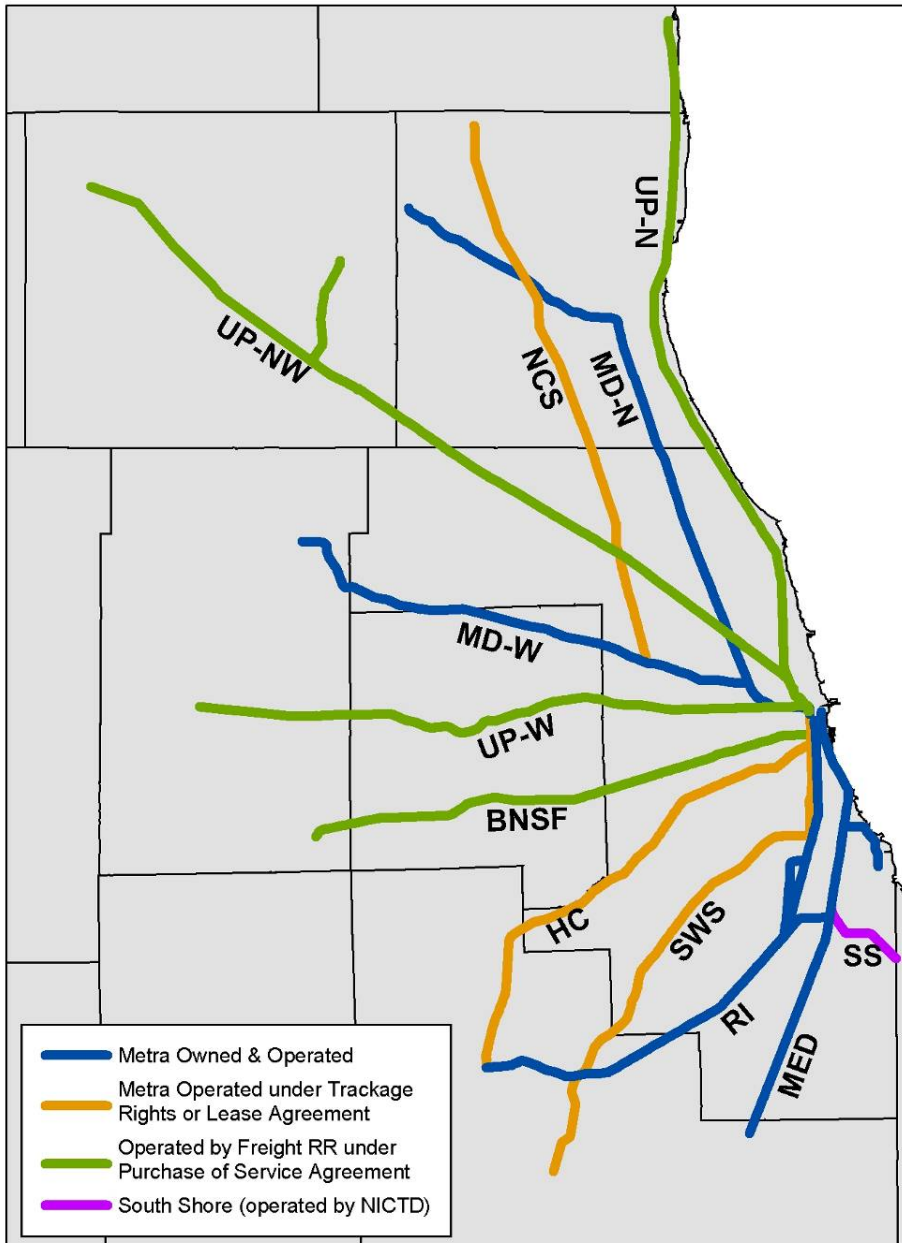 UP-N
UP-NW
NCS
MD-N
MD-W
UP-W
BNSF
HC
SWS
SS
RI
MED
Metra Owned & Operated
Metra Operated under Trackage
Rights or Lease Agreement
Operated by Freight RR under
Purchase of Service Agreement
South Shore (operated by NICTD)